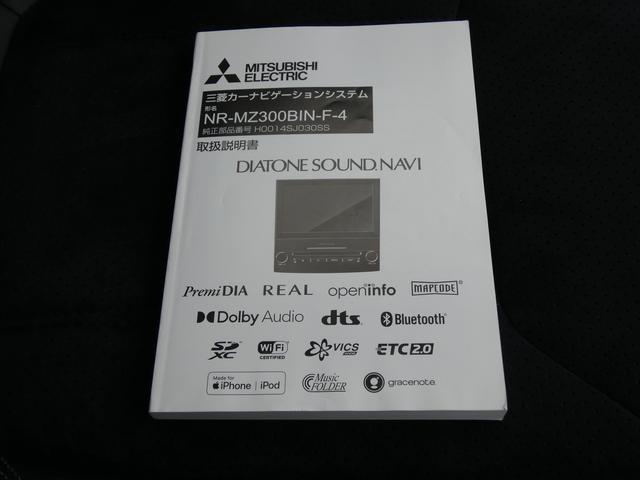 MITSUBISHI
ELECTRIC
三菱カーナビゲーションシステム
形名
NR-MZ300BIN-F-4
純正部品番号 H0014SJ030SS
取扱説明書
DIATONE SOUND.NAVI
PremiDIA REAL openinfo MAPCODE
Dolby Audio dts Bluetooth
SD XC Wi Fi CERTIFIED VICS WIDE ETC2.0
Made for
iPhone | iPod Music FOLDER gracenote